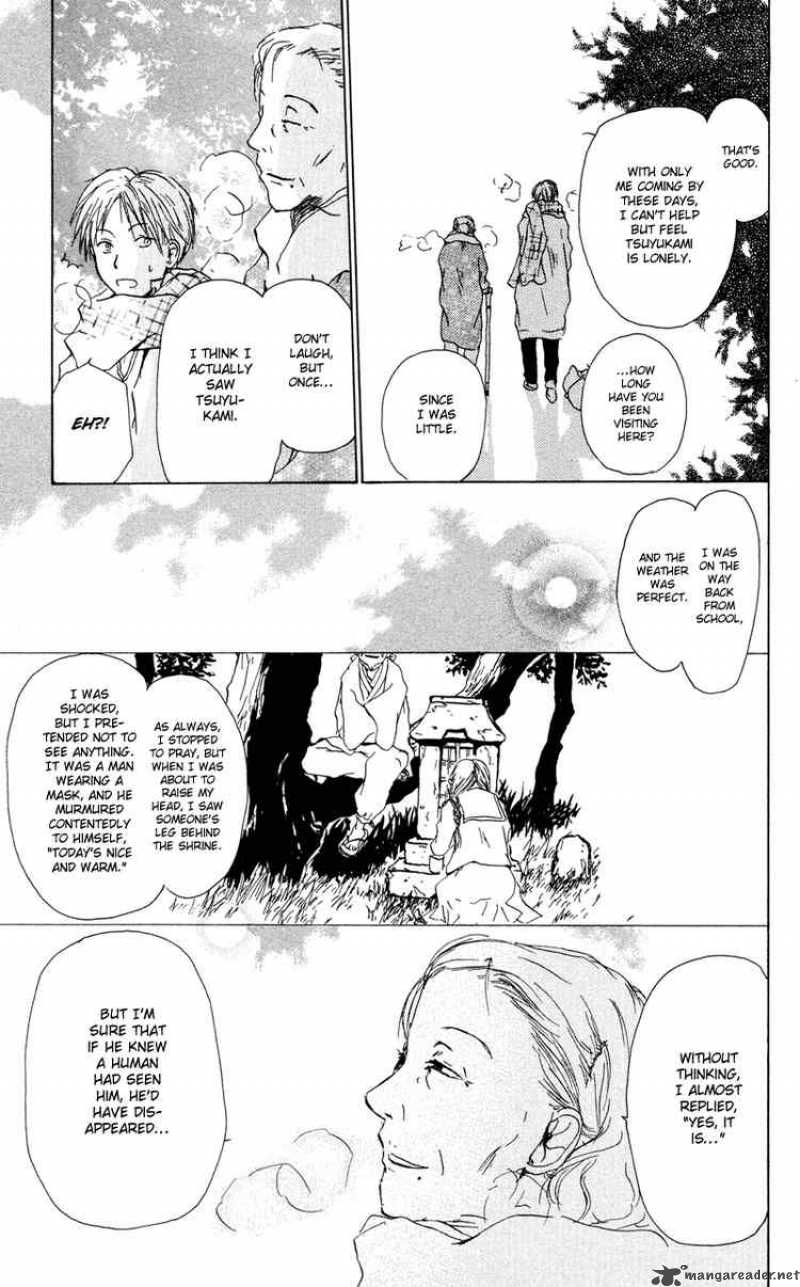 THAT'S
GOOD.
WITH ONLY
ME COMING BY
THESE DAYS,
I CAN'T HELP
BUT FEEL
TSUYUKAMI
IS LONELY.
...HOW
LONG
HAVE YOU
BEEN
VISITING
HERE?
SINCE
I WAS
LITTLE.
DON'T
LAUGH,
BUT
ONCE...
I THINK I
ACTUALLY
SAW
TSUYU-
KAMI.
EH?!
I WAS
ON THE
WAY
BACK
FROM
SCHOOL,
AND THE
WEATHER
WAS
PERFECT.
AS ALWAYS,
I STOPPED
TO PRAY, BUT
WHEN I WAS
ABOUT TO
RAISE MY
HEAD, I SAW
SOMEONE'S
LEG BEHIND
THE SHRINE.
I WAS
SHOCKED,
BUT I PRE-
TENDED NOT TO
SEE ANYTHING.
IT WAS A MAN
WEARING A
MASK, AND HE
MURMURED
CONTENTEDLY
TO HIMSELF,
"TODAY'S NICE
AND WARM."
WITHOUT
THINKING,
I ALMOST
REPLIED,
"YES, IT
IS..."
BUT I'M
SURE THAT
IF HE KNEW
A HUMAN
HAD SEEN
HIM, HE'D
HAVE DIS-
APPEARED...
mangareader.net